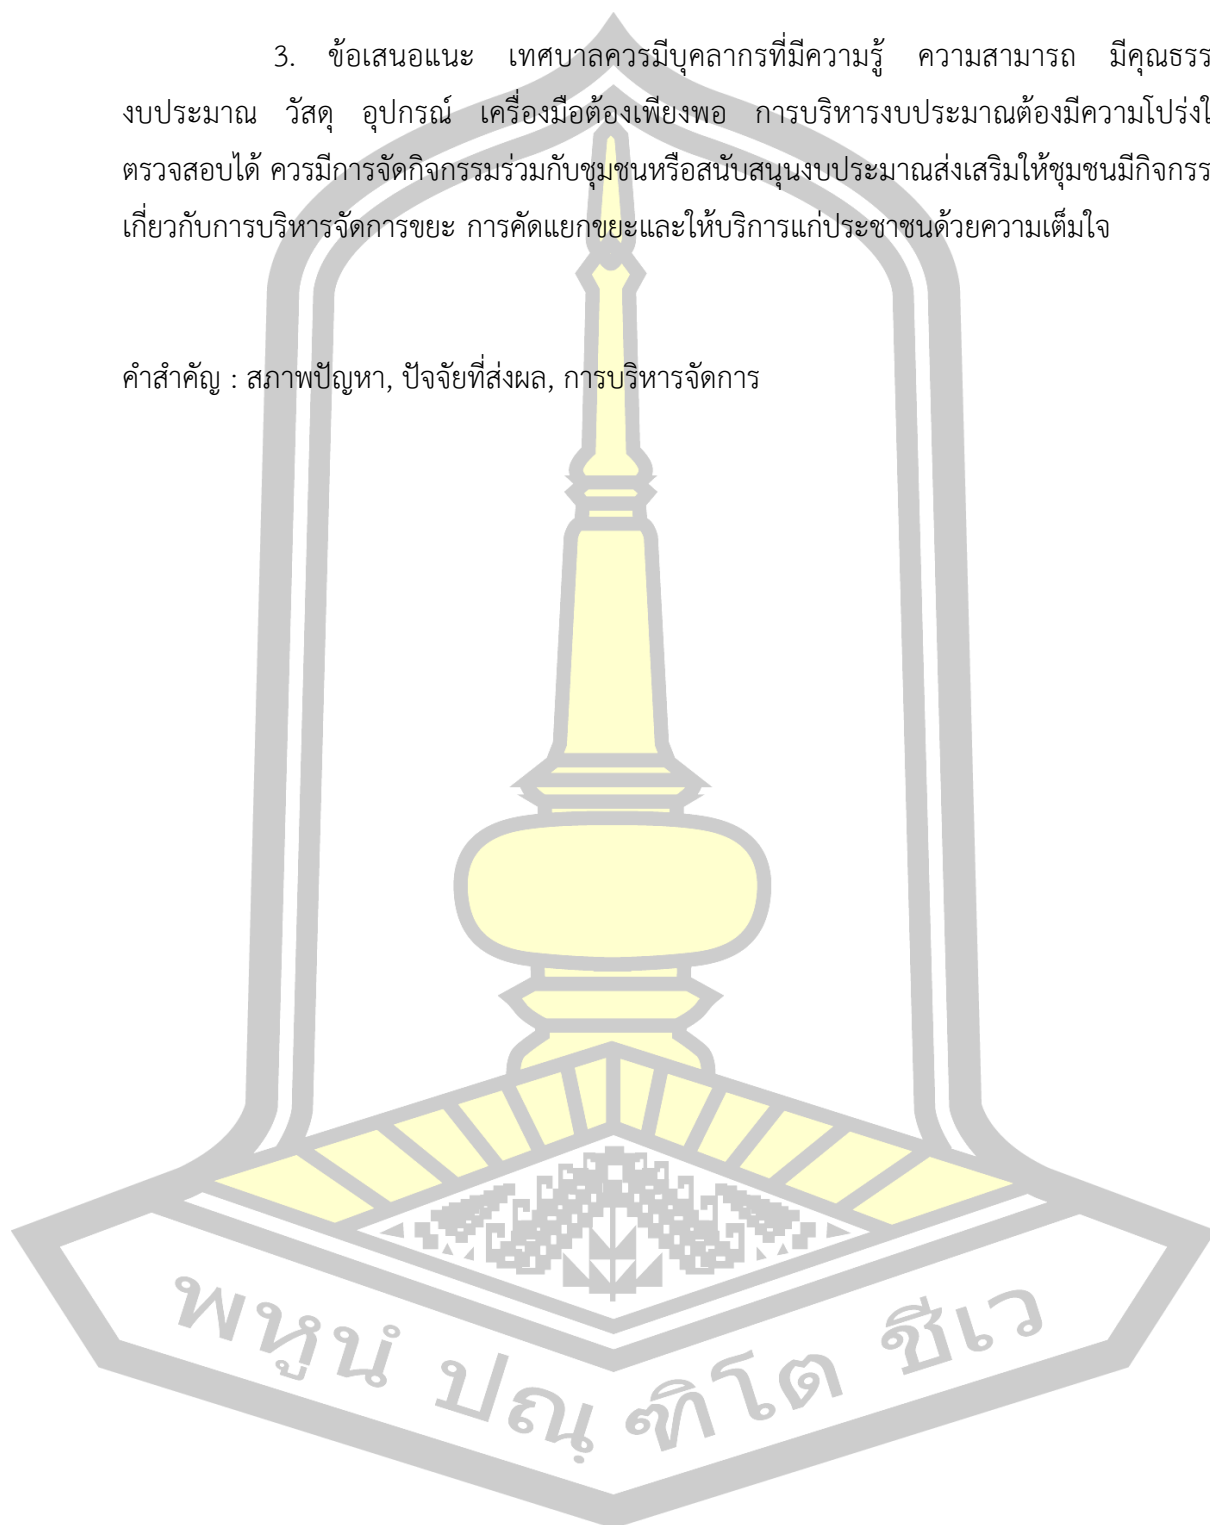 3. ข้อเสนอแนะ เทศบาลควรมีบุคลากรที่มีความรู้ ความสามารถ มีคุณธรร
งบประมาณ วัสดุ อุปกรณ์ เครื่องมือต้องเพียงพอ การบริหารงบประมาณต้องมีความโปร่งใ
ตรวจสอบได้ ควรมีการจัดกิจกรรมร่วมกับชุมชนหรือสนับสนุนงบประมาณส่งเสริมให้ชุมชนมีกิจกรร
เกี่ยวกับการบริหารจัดการขยะ การคัดแยกขยะและให้บริการแก่ประชาชนด้วยความเต็มใจ
คำสำคัญ : สภาพปัญหา, ปัจจัยที่ส่งผล, การบริหารจัดการ
พหูนํ ปณฺฑิโต ชีเว